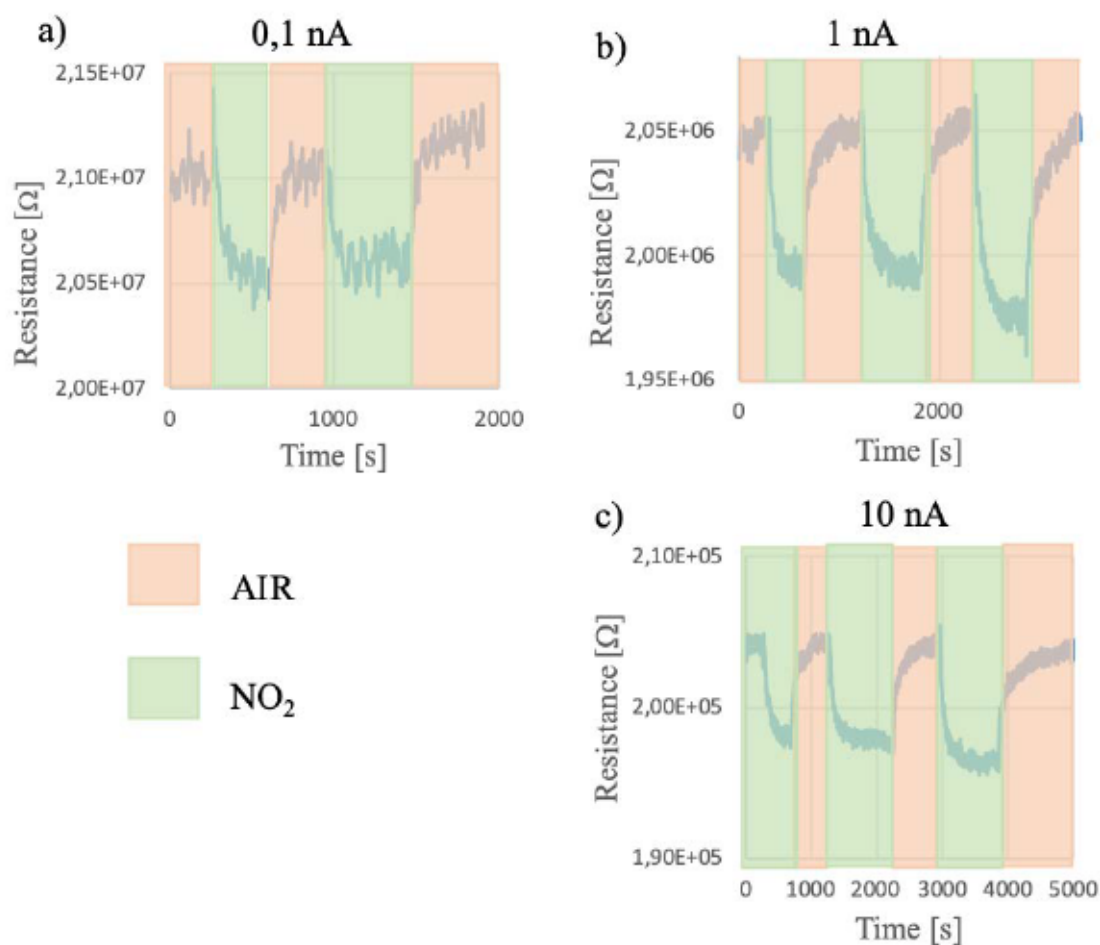 a)
0,1 nA
2,15E+07
2,10E+07
2,05E+07
2,00E+07
Resistance [Ω]
0 1000 2000
Time [s]
b)
1 nA
2,05E+06
2,00E+06
1,95E+06
Resistance [Ω]
0 2000
Time [s]
AIR
NO₂
c)
10 nA
2,10E+05
2,00E+05
1,90E+05
Resistance [Ω]
0 1000 2000 3000 4000 5000
Time [s]